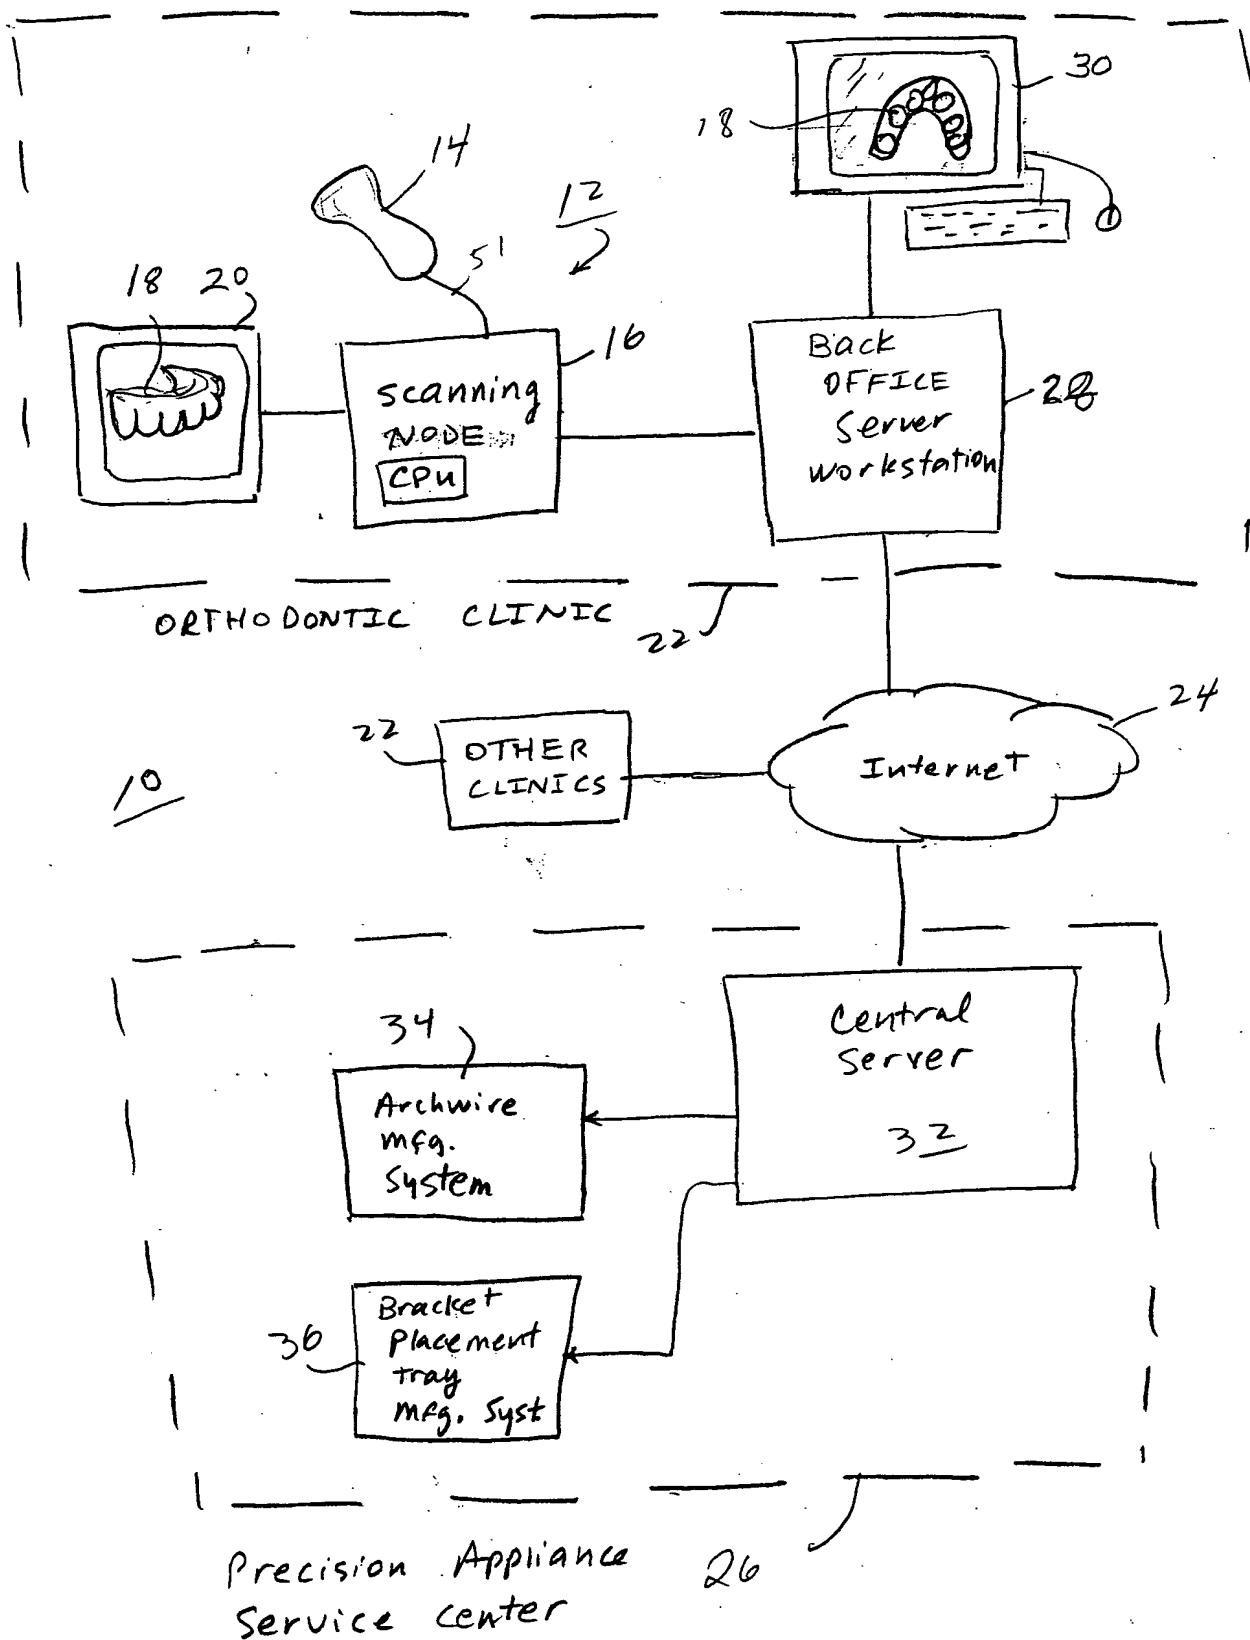 30
18
14
12
51
18 20
16
Scanning
NODE
CPU
Back
OFFICE
Server
Workstation
28
ORTHODONTIC CLINIC
22
24
22
OTHER
CLINICS
Internet
10
Central
Server
32
34
Archwire
mfg.
System
36
Bracket
Placement
tray
mfg. Syst
26
Precision Appliance
Service Center